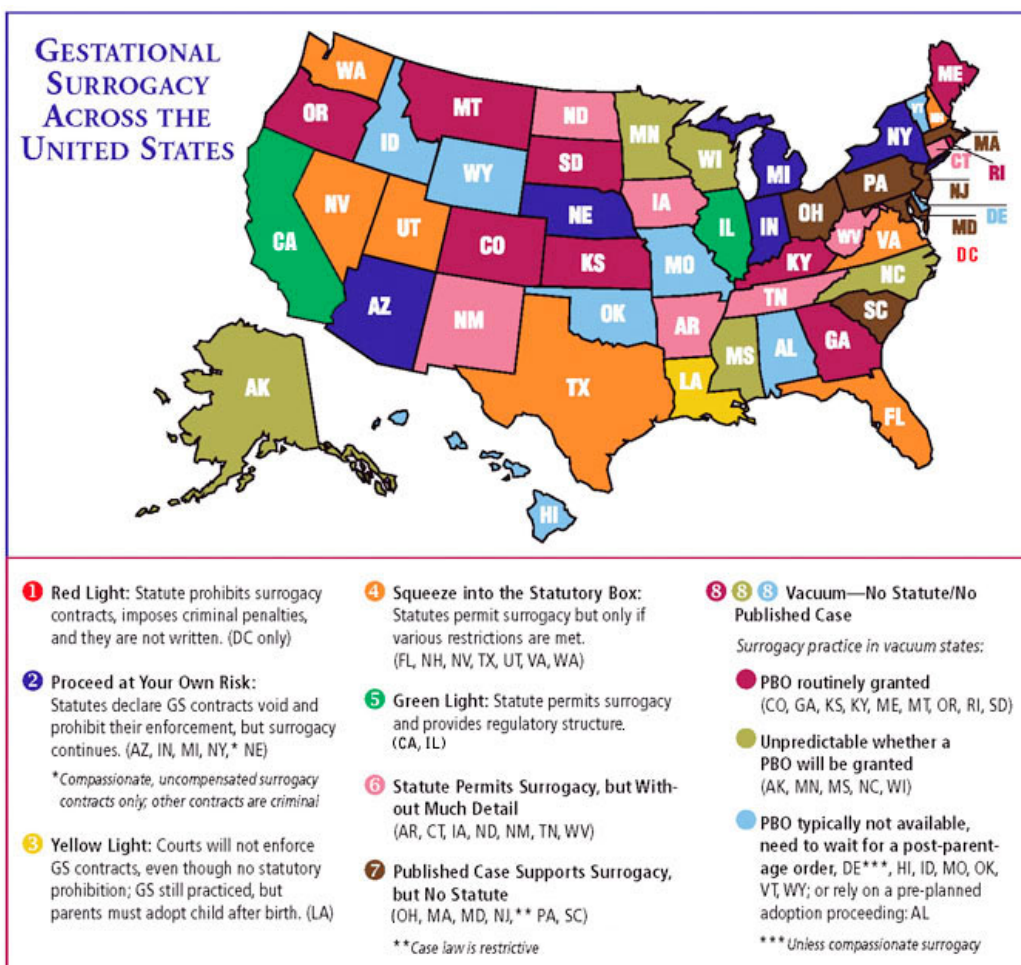 GESTATIONAL
SURROGACY
ACROSS THE
UNITED STATES
WA
OR
CA
NV
ID
MT
WY
UT
AZ
CO
NM
ND
SD
NE
KS
OK
TX
MN
IA
MO
AR
LA
WI
IL
MI
IN
OH
KY
TN
MS
AL
GA
FL
SC
NC
VA
WV
PA
NY
VT
NH
ME
MA
CT
RI
NJ
DE
MD
DC
AK
HI
1 Red Light: Statute prohibits surrogacy
contracts, imposes criminal penalties,
and they are not written. (DC only)
2 Proceed at Your Own Risk:
Statutes declare GS contracts void and
prohibit their enforcement, but surrogacy
continues. (AZ, IN, MI, NY,* NE)
*Compassionate, uncompensated surrogacy
contracts only; other contracts are criminal
3 Yellow Light: Courts will not enforce
GS contracts, even though no statutory
prohibition; GS still practiced, but
parents must adopt child after birth. (LA)
4 Squeeze into the Statutory Box:
Statutes permit surrogacy but only if
various restrictions are met.
(FL, NH, NV, TX, UT, VA, WA)
5 Green Light: Statute permits surrogacy
and provides regulatory structure.
(CA, IL)
6 Statute Permits Surrogacy, but With-
out Much Detail
(AR, CT, IA, ND, NM, TN, WV)
7 Published Case Supports Surrogacy,
but No Statute
(OH, MA, MD, NJ,** PA, SC)
**Case law is restrictive
8 8 8 Vacuum—No Statute/No
Published Case
Surrogacy practice in vacuum states:
PBO routinely granted
(CO, GA, KS, KY, ME, MT, OR, RI, SD)
Unpredictable whether a
PBO will be granted
(AK, MN, MS, NC, WI)
PBO typically not available,
need to wait for a post-parent-
age order, DE***, HI, ID, MO, OK,
VT, WY; or rely on a pre-planned
adoption proceeding: AL
***Unless compassionate surrogacy